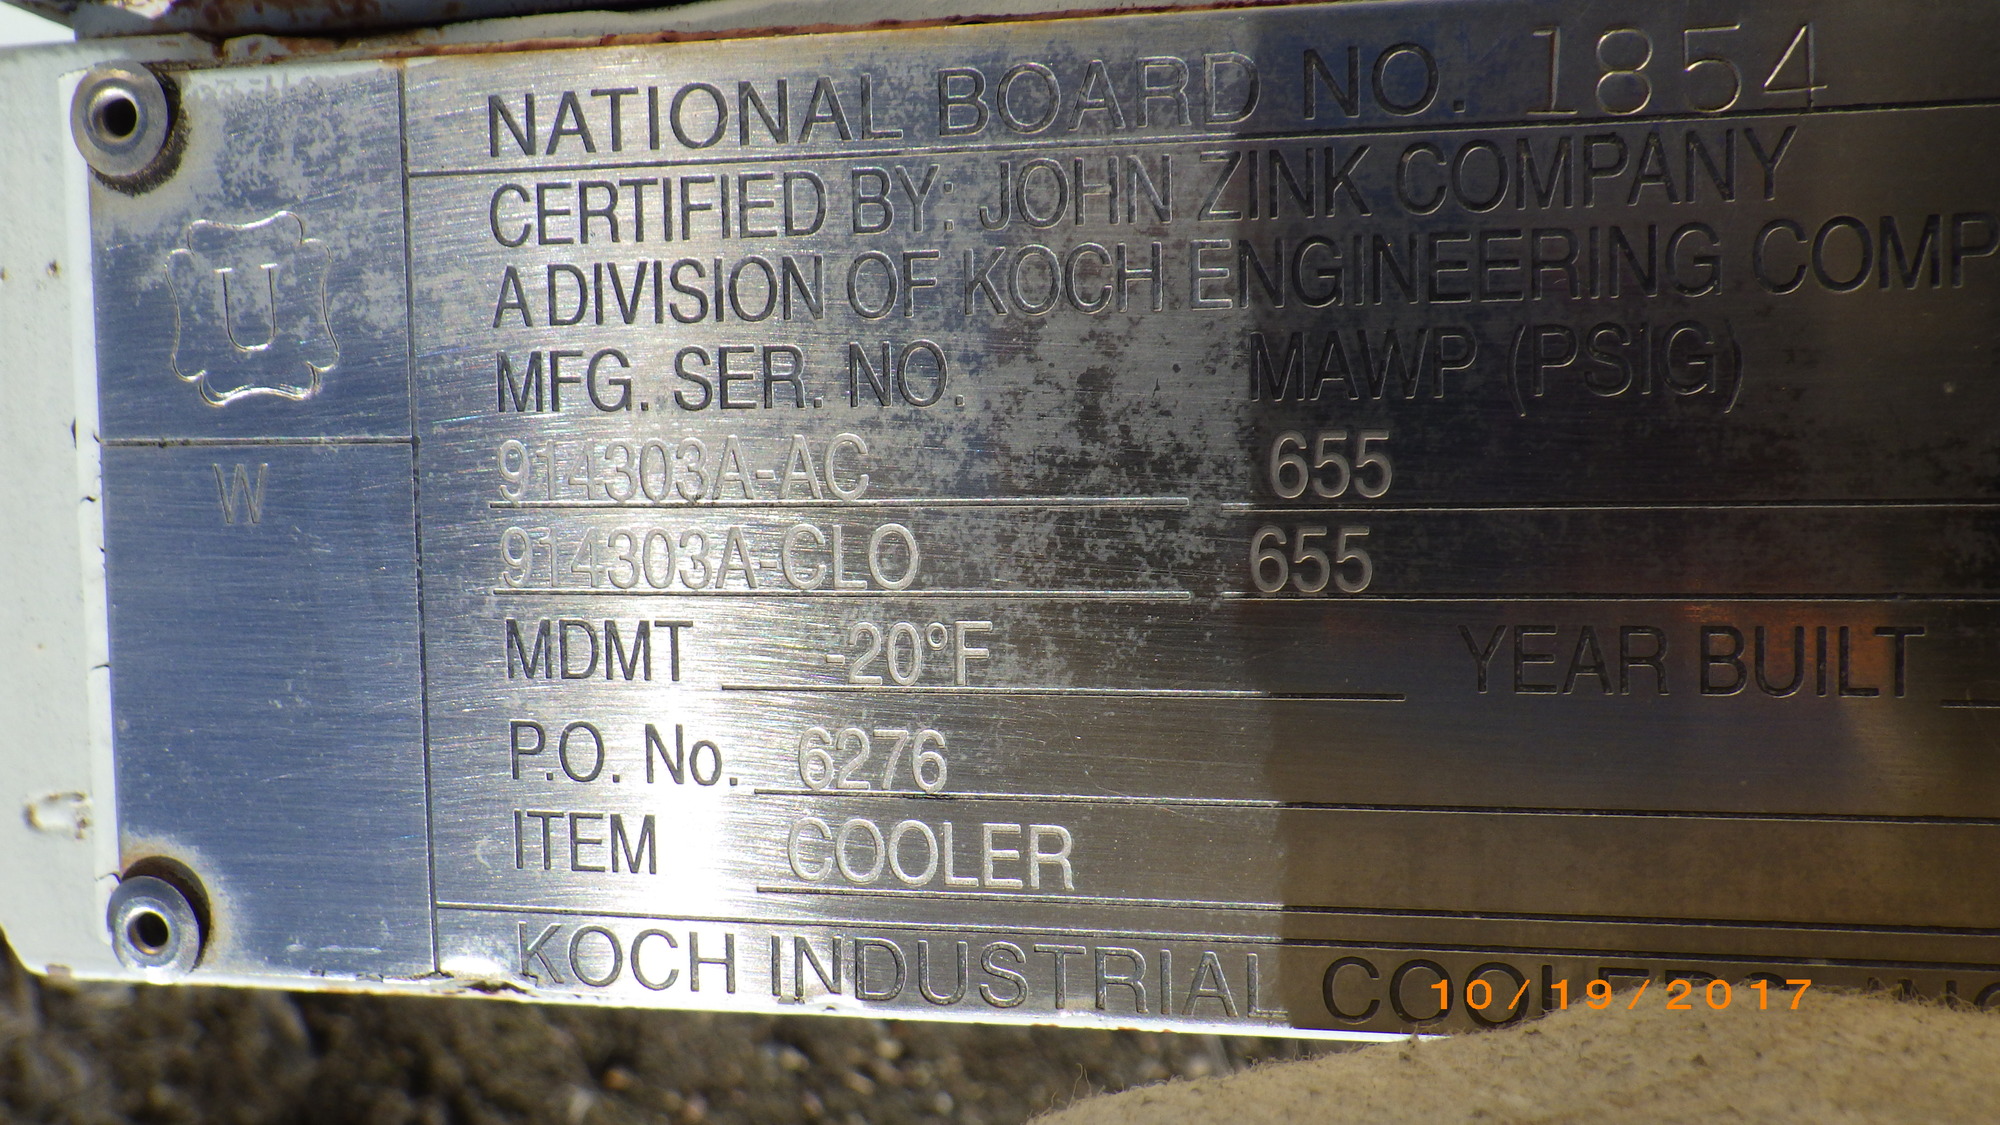 NATIONAL BOARD NO. 1854
U
CERTIFIED BY: JOHN ZINK COMPANY
A DIVISION OF KOCH ENGINEERING COMP
MFG. SER. NO. MAWP (PSIG)
W
914303A-AC 655
914303A-CLO 655
MDMT -20°F YEAR BUILT
P.O. No. 6276
ITEM COOLER
KOCH INDUSTRIAL COOLERS
10/19/2017